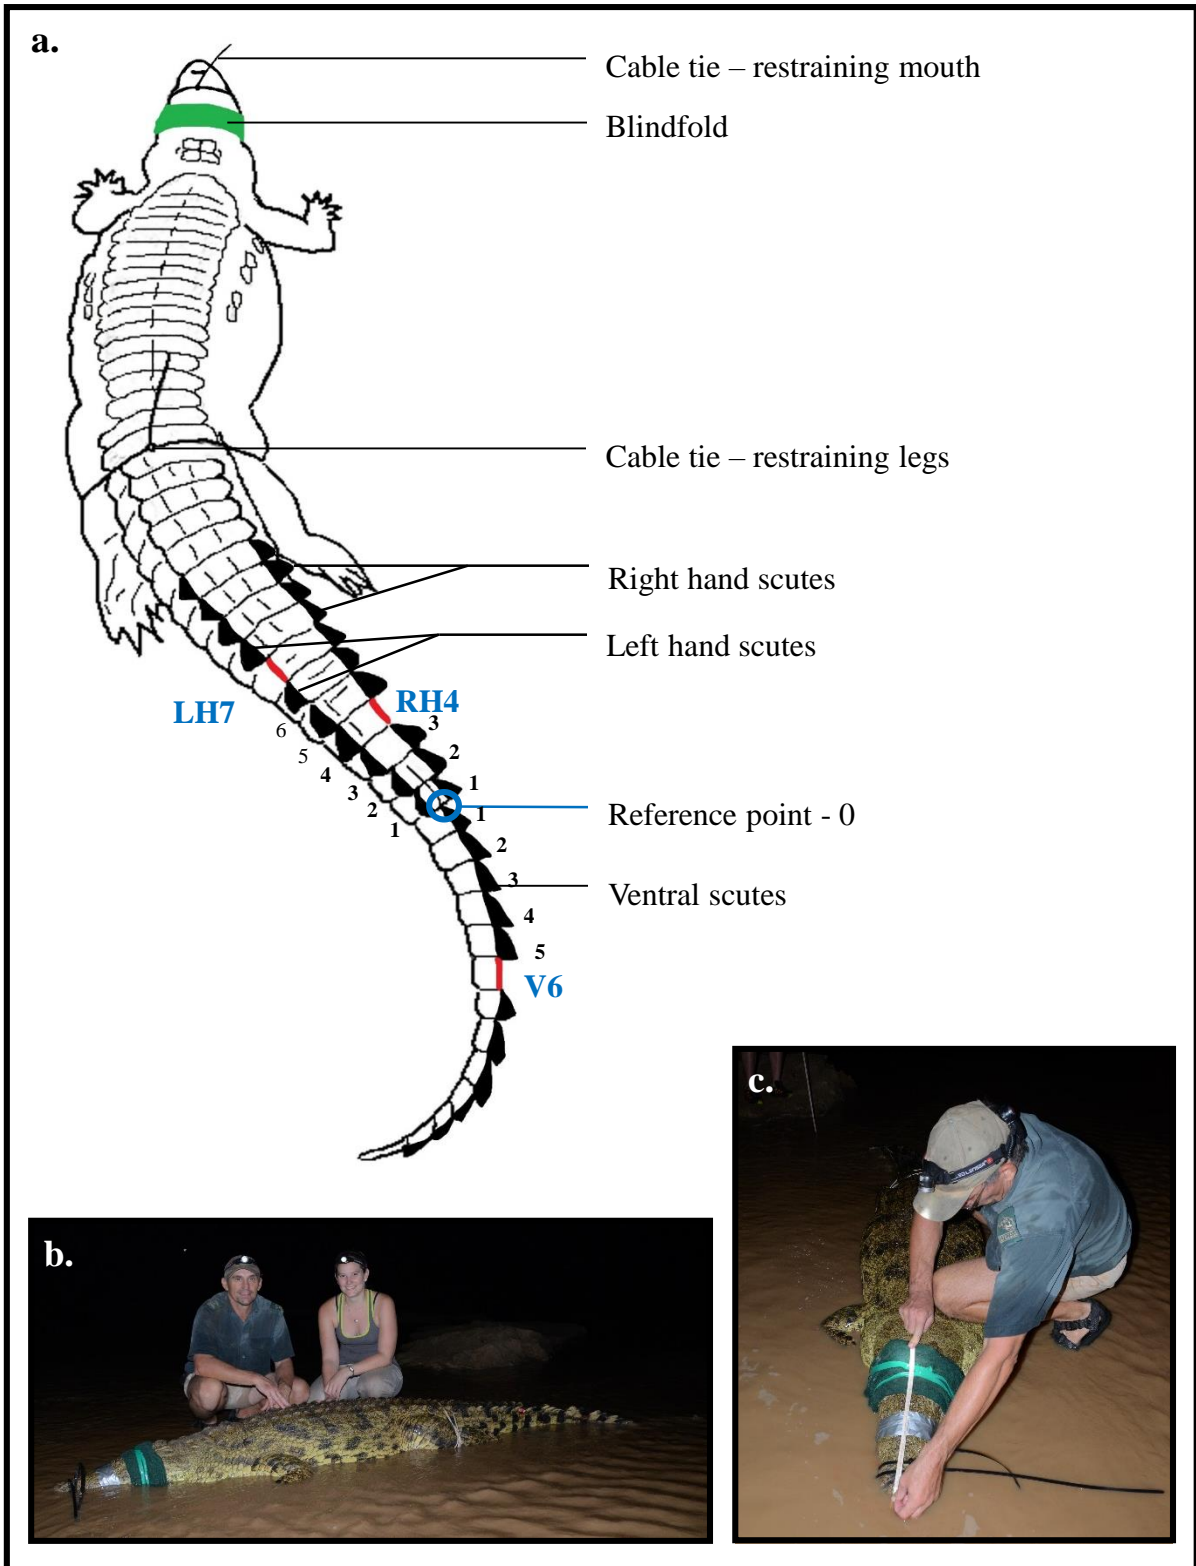 a.
Cable tie – restraining mouth
Blindfold
Cable tie – restraining legs
Right hand scutes
Left hand scutes
LH7
RH4
3
2
1
6
5
4
3
2
1
Reference point - 0
1
2
3
4
5
Ventral scutes
V6
b.
c.